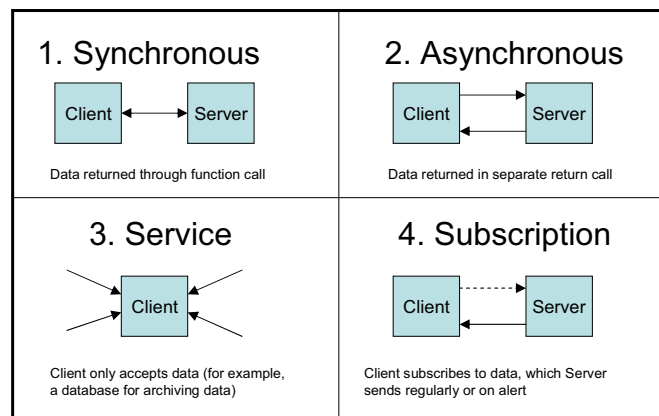 1. Synchronous
Client
Server
Data returned through function call
2. Asynchronous
Client
Server
Data returned in separate return call
3. Service
Client
Client only accepts data (for example,
a database for archiving data)
4. Subscription
Client
Server
Client subscribes to data, which Server
sends regularly or on alert